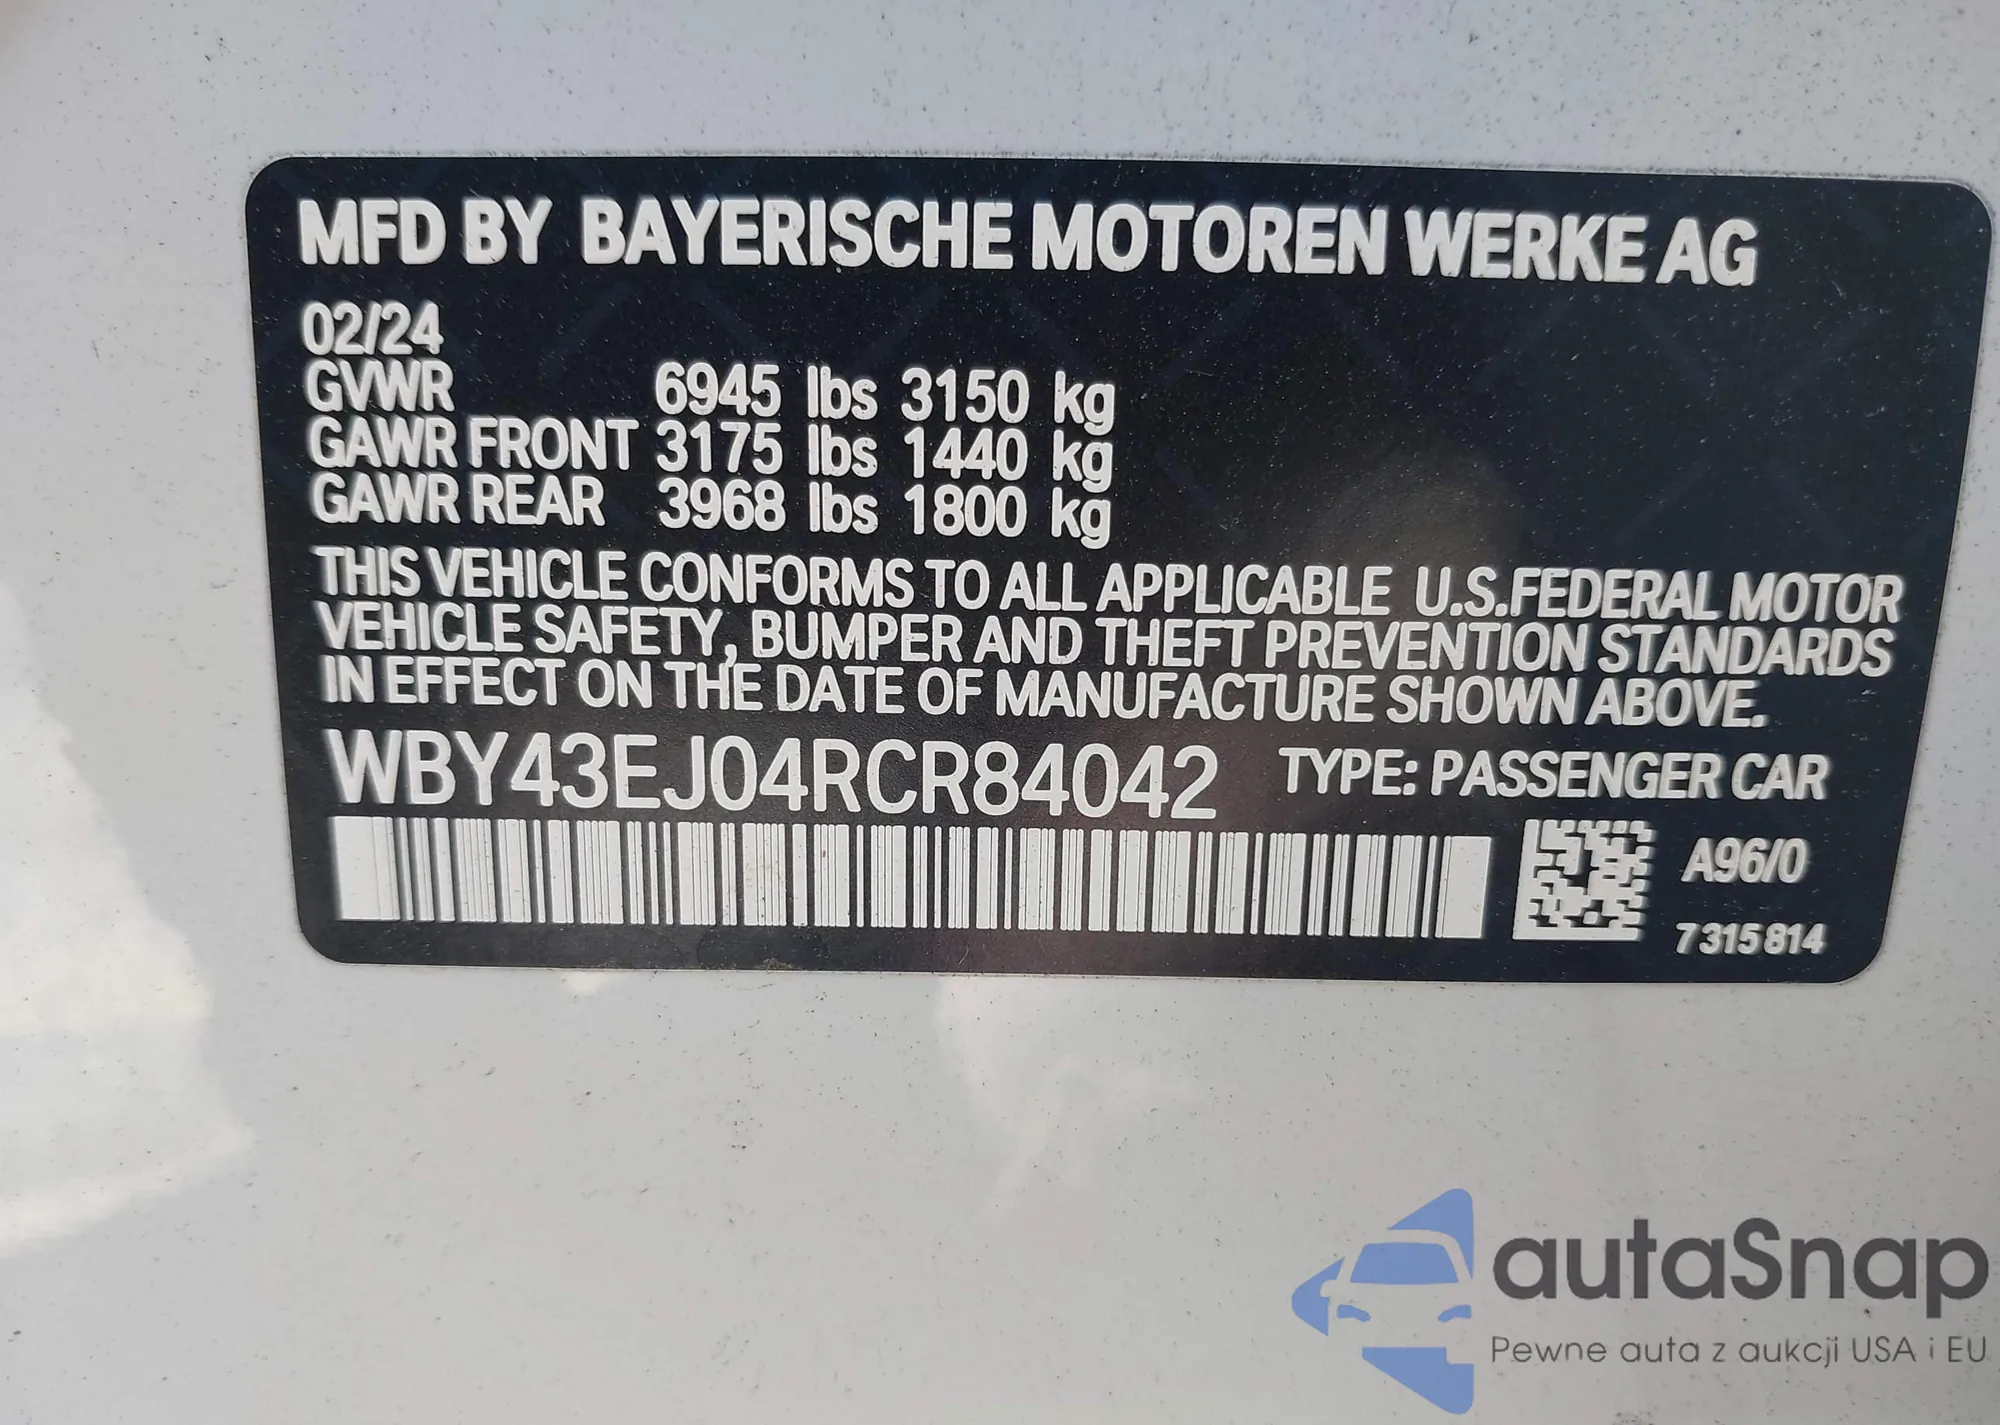 MFD BY BAYERISCHE MOTOREN WERKE AG
02/24
GVWR 6945 lbs 3150 kg
GAWR FRONT 3175 lbs 1440 kg
GAWR REAR 3968 lbs 1800 kg
THIS VEHICLE CONFORMS TO ALL APPLICABLE U.S.FEDERAL MOTOR
VEHICLE SAFETY, BUMPER AND THEFT PREVENTION STANDARDS
IN EFFECT ON THE DATE OF MANUFACTURE SHOWN ABOVE.
WBY43EJ04RCR84042 TYPE: PASSENGER CAR
A96/0
7315814
autaSnap
Pewne auta z aukcji USA i EU